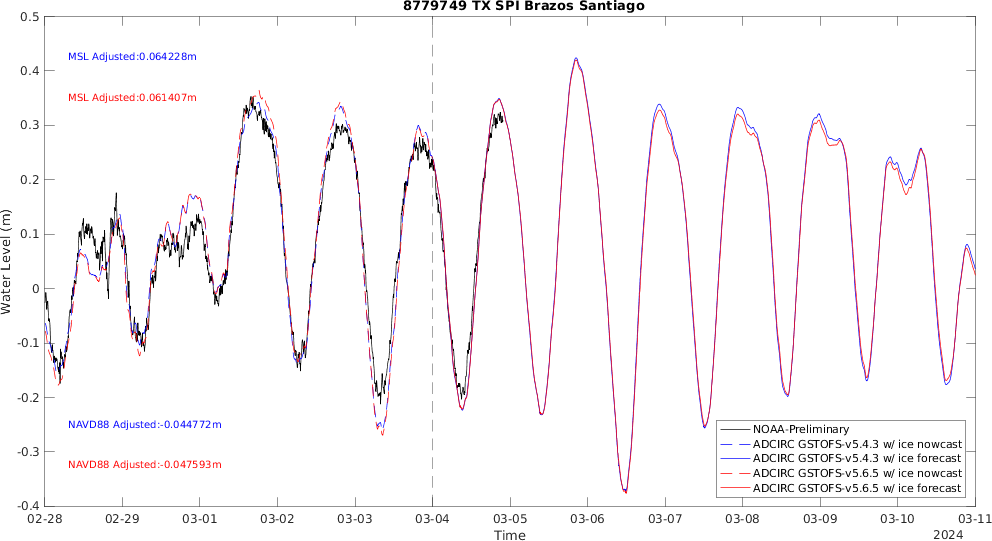 8779749 TX SPI Brazos Santiago
0.5
0.4
0.3
0.2
0.1
0
-0.1
-0.2
-0.3
-0.4
Water Level (m)
MSL Adjusted:0.064228m
MSL Adjusted:0.061407m
NAVD88 Adjusted:-0.044772m
NAVD88 Adjusted:-0.047593m
NOAA-Preliminary
ADCIRC GSTOFS-v5.4.3 w/ ice nowcast
ADCIRC GSTOFS-v5.4.3 w/ ice forecast
ADCIRC GSTOFS-v5.6.5 w/ ice nowcast
ADCIRC GSTOFS-v5.6.5 w/ ice forecast
02-28 02-29 03-01 03-02 03-03 03-04 03-05 03-06 03-07 03-08 03-09 03-10 03-11
Time
2024